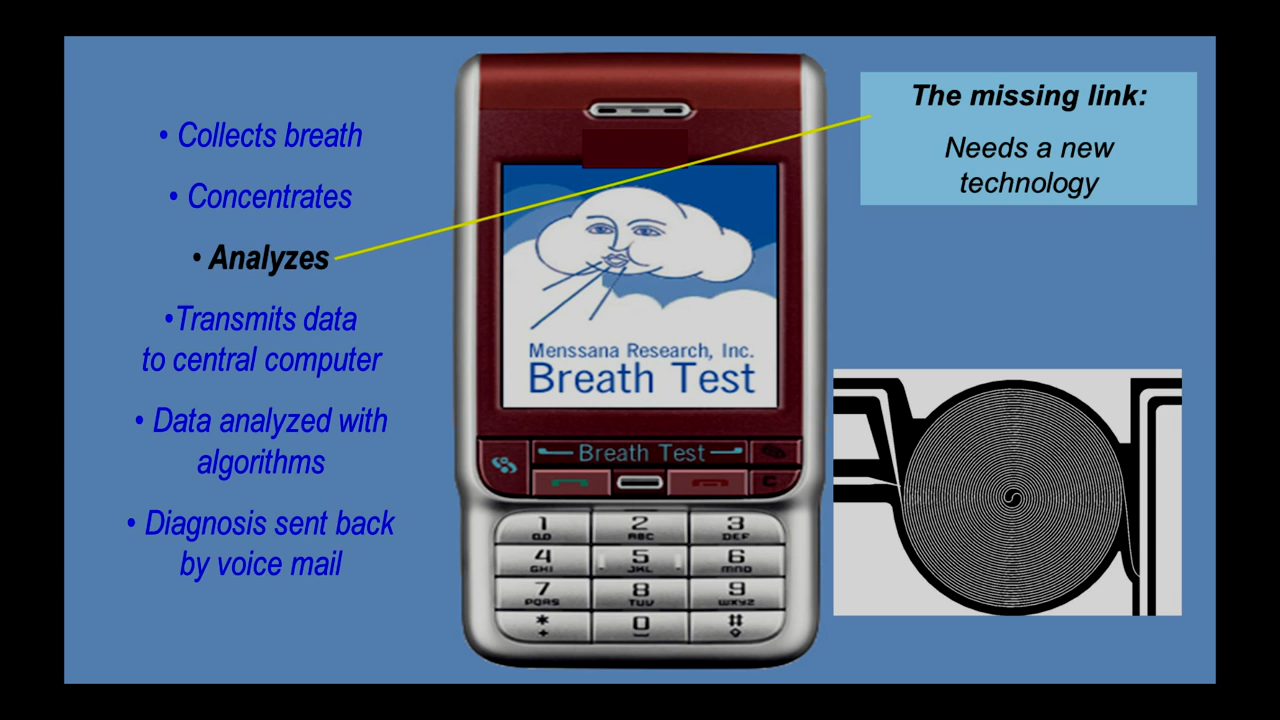 • Collects breath
• Concentrates
• Analyzes
•Transmits data
to central computer
• Data analyzed with
algorithms
• Diagnosis sent back
by voice mail
Menssana Research, Inc.
Breath Test
Breath Test
C
1
2
ABC
3
DEF
4
GHI
5
JKL
6
MNO
7
PQRS
8
TUV
9
WXYZ
*
+
0
#
The missing link:
Needs a new
technology